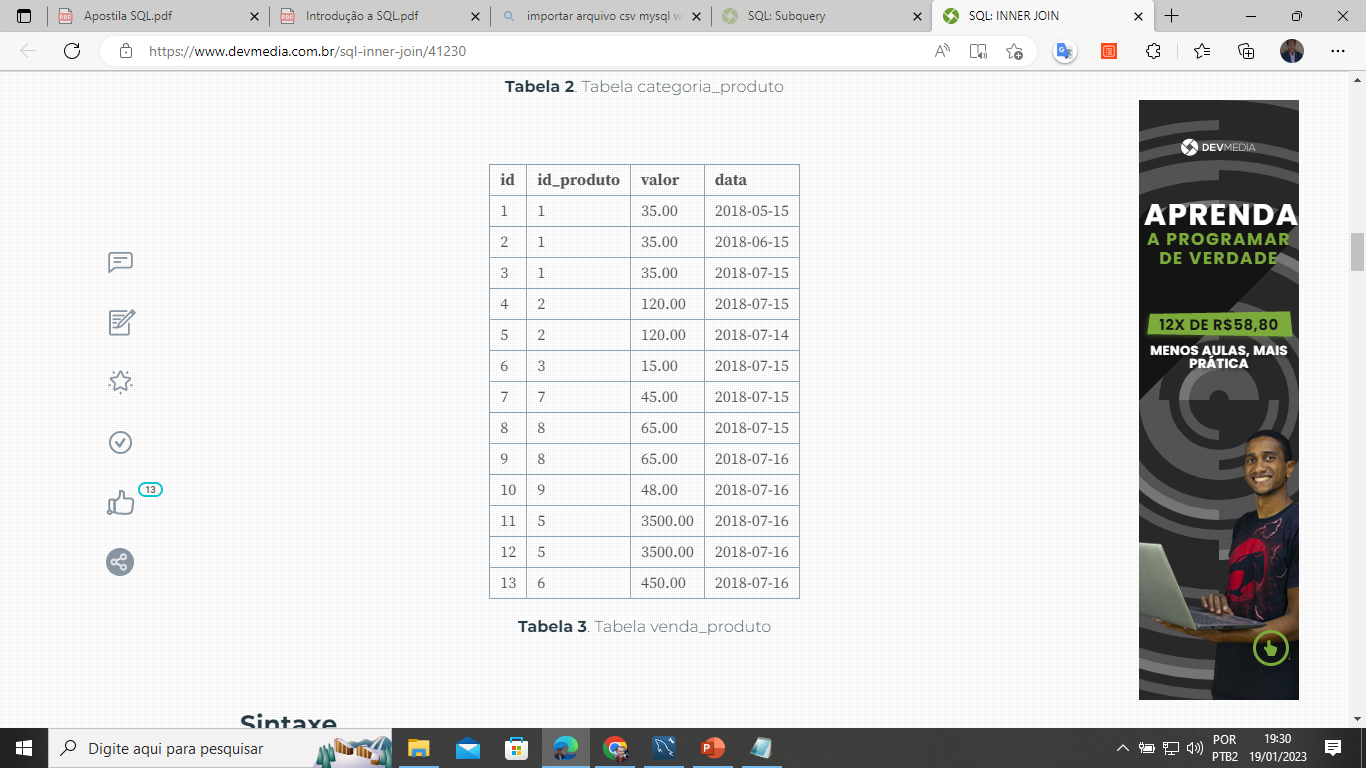 Apostila SQL.pdf
Introdução a SQL.pdf
importar arquivo csv mysql w
SQL: Subquery
SQL: INNER JOIN
https://www.devmedia.com.br/sql-inner-join/41230
Tabela 2. Tabela categoria_produto
id id_produto valor data
1 1 35.00 2018-05-15
2 1 35.00 2018-06-15
3 1 35.00 2018-07-15
4 2 120.00 2018-07-15
5 2 120.00 2018-07-14
6 3 15.00 2018-07-15
7 7 45.00 2018-07-15
8 8 65.00 2018-07-15
9 8 65.00 2018-07-16
10 9 48.00 2018-07-16
11 5 3500.00 2018-07-16
12 5 3500.00 2018-07-16
13 6 450.00 2018-07-16
Tabela 3. Tabela venda_produto
Sintaxe
13
DEVMEDIA
APRENDA
A PROGRAMAR
DE VERDADE
12X DE R$58,80
MENOS AULAS, MAIS
PRÁTICA
Digite aqui para pesquisar
POR
PTB2
19:30
19/01/2023